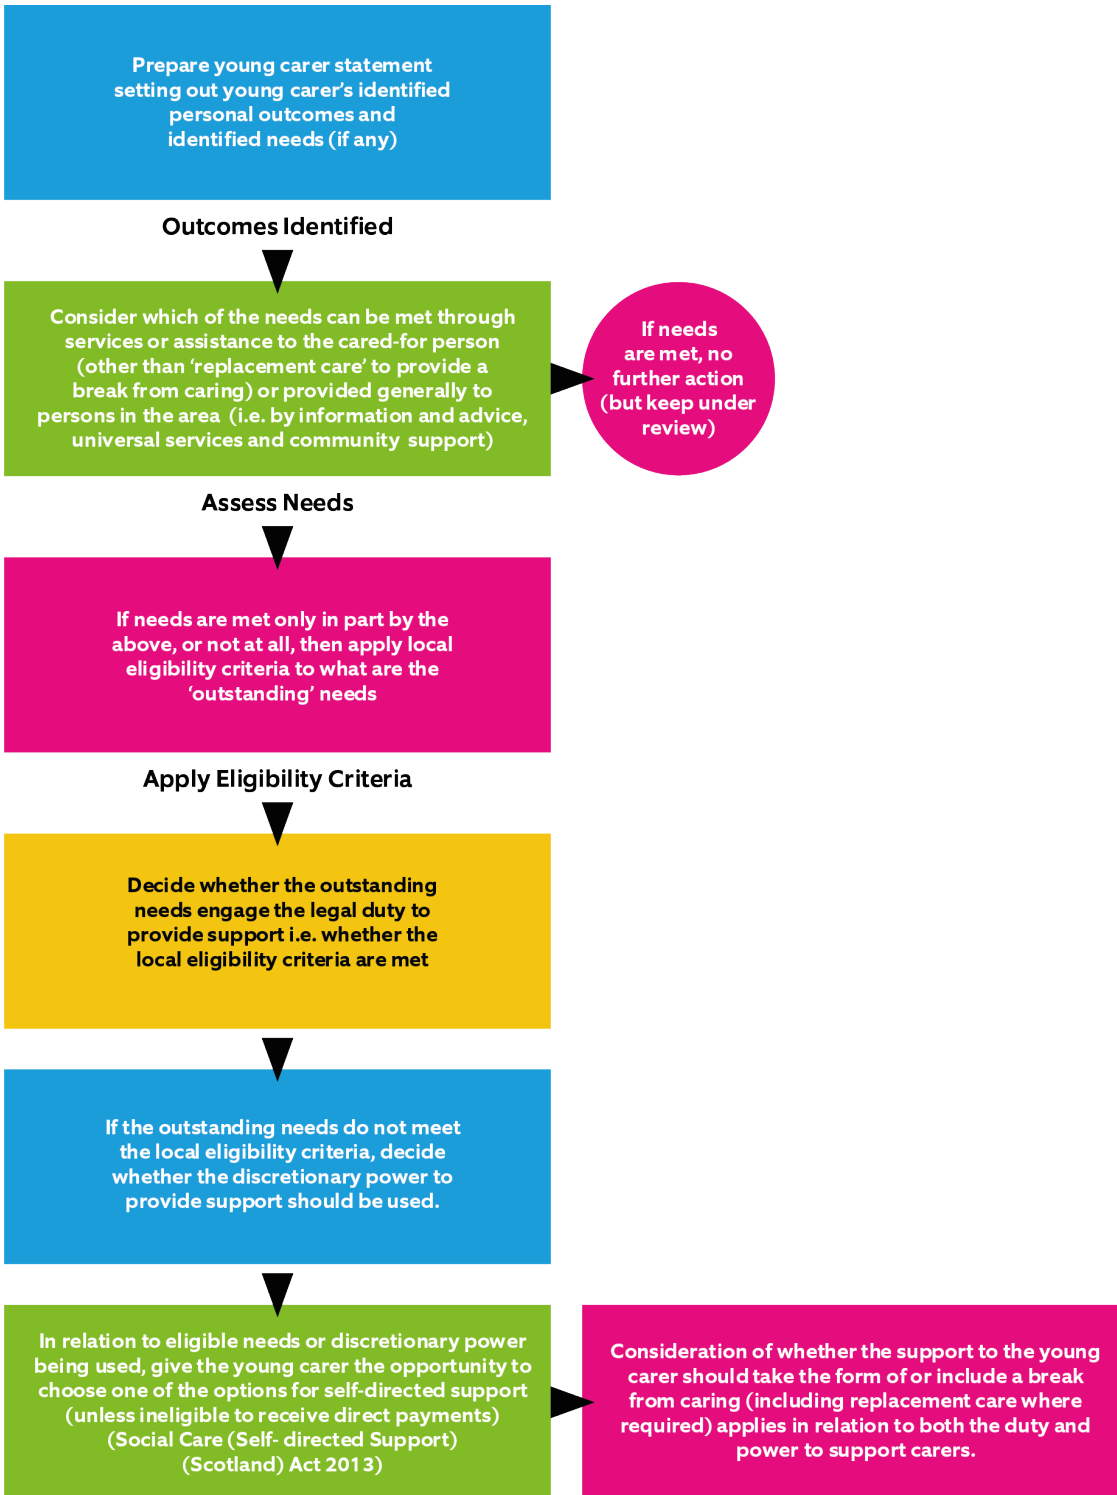 Prepare young carer statement
setting out young carer’s identified
personal outcomes and
identified needs (if any)
Outcomes Identified
Consider which of the needs can be met through
services or assistance to the cared-for person
(other than ‘replacement care’ to provide a
break from caring) or provided generally to
persons in the area (i.e. by information and advice,
universal services and community support)
If needs
are met, no
further action
(but keep under
review)
Assess Needs
If needs are met only in part by the
above, or not at all, then apply local
eligibility criteria to what are the
‘outstanding’ needs
Apply Eligibility Criteria
Decide whether the outstanding
needs engage the legal duty to
provide support i.e. whether the
local eligibility criteria are met
If the outstanding needs do not meet
the local eligibility criteria, decide
whether the discretionary power to
provide support should be used.
In relation to eligible needs or discretionary power
being used, give the young carer the opportunity to
choose one of the options for self-directed support
(unless ineligible to receive direct payments)
(Social Care (Self- directed Support)
(Scotland) Act 2013)
Consideration of whether the support to the young
carer should take the form of or include a break
from caring (including replacement care where
required) applies in relation to both the duty and
power to support carers.